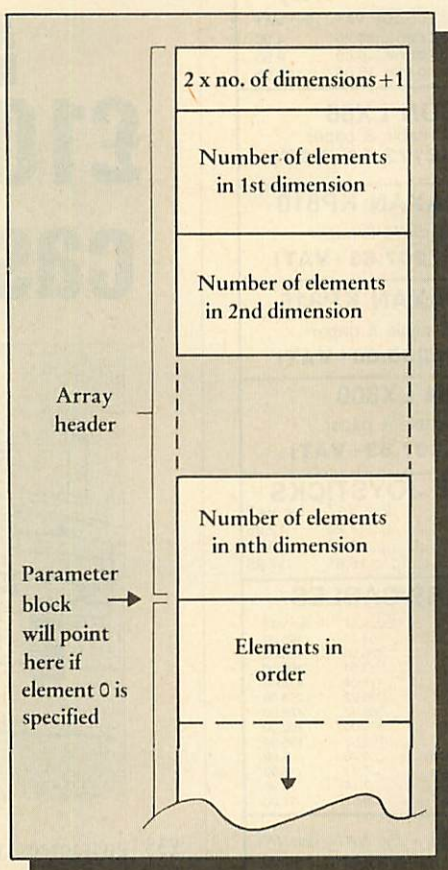 2 x no. of dimensions+1
Number of elements
in 1st dimension
Number of elements
in 2nd dimension
Array
header
Number of elements
in nth dimension
Parameter
block
will point
here if
element 0 is
specified
Elements in
order